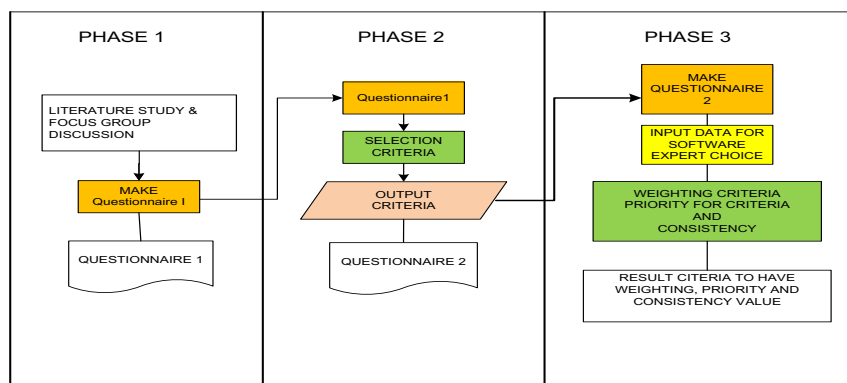 PHASE 1
LITERATURE STUDY &
FOCUS GROUP
DISCUSSION
MAKE
Questionnaire I
QUESTIONNAIRE 1
PHASE 2
Questionnaire1
SELECTION
CRITERIA
OUTPUT
CRITERIA
QUESTIONNAIRE 2
PHASE 3
MAKE
QUESTIONNAIRE
2
INPUT DATA FOR
SOFTWARE
EXPERT CHOICE
WEIGHTING CRITERIA
PRIORITY FOR CRITERIA
AND
CONSISTENCY
RESULT CITERIA TO HAVE
WEIGHTING, PRIORITY AND
CONSISTENCY VALUE